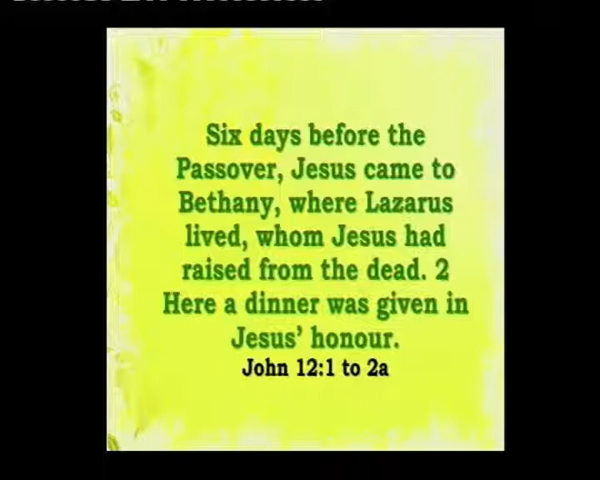 Six days before the
Passover, Jesus came to
Bethany, where Lazarus
lived, whom Jesus had
raised from the dead. 2
Here a dinner was given in
Jesus’ honour.
John 12:1 to 2a